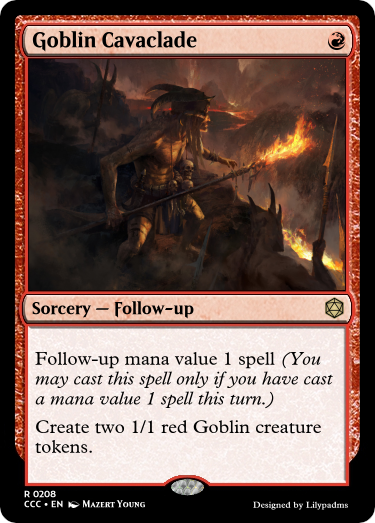 Goblin Cavaclade
Sorcery — Follow-up
Follow-up mana value 1 spell (You
may cast this spell only if you have cast
a mana value 1 spell this turn.)
Create two 1/1 red Goblin creature
tokens.
R 0208
CCC • EN Mazert Young
Designed by Lilypadms